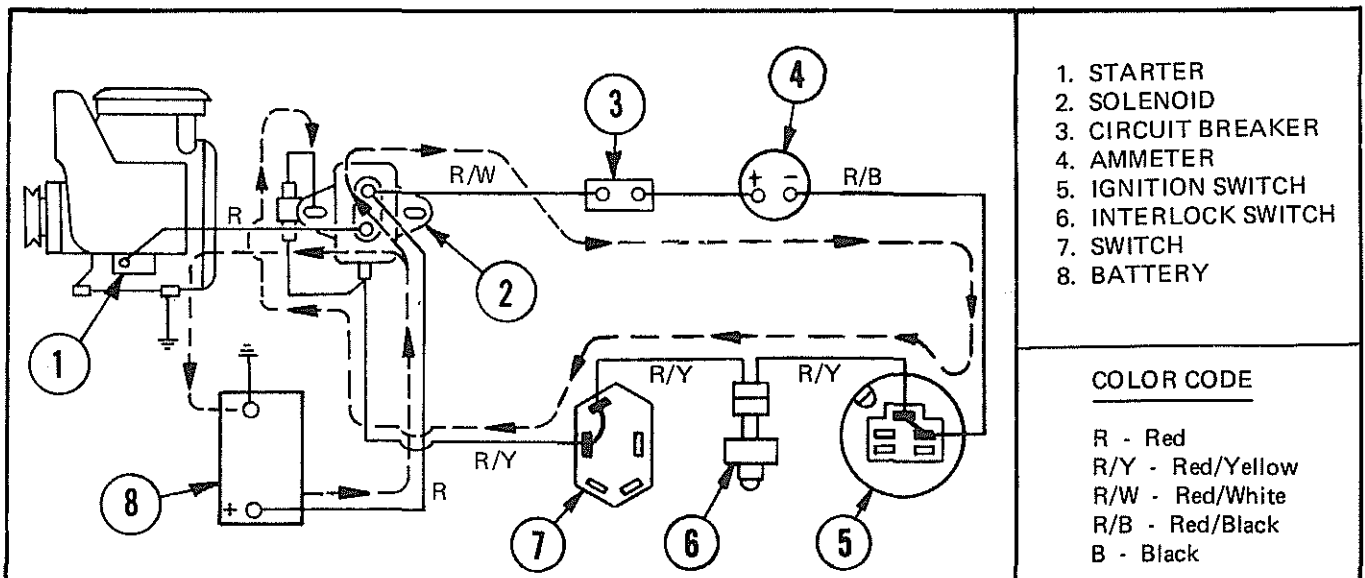 4
3
R/W
+ -
R/B
R
2
1
R/Y
R/Y
R/Y
+
R
8
7
6
5
1. STARTER
2. SOLENOID
3. CIRCUIT BREAKER
4. AMMETER
5. IGNITION SWITCH
6. INTERLOCK SWITCH
7. SWITCH
8. BATTERY
COLOR CODE
R - Red
R/Y - Red/Yellow
R/W - Red/White
R/B - Red/Black
B - Black